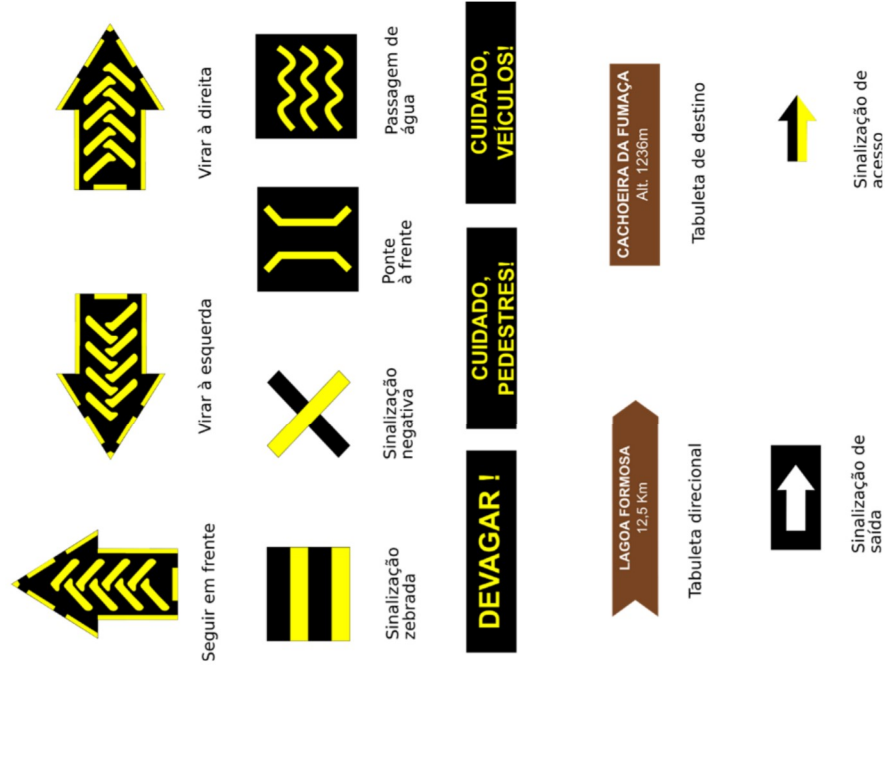 Seguir em frente
Virar à esquerda
Virar à direita
Sinalização
zebrada
Sinalização
negativa
Ponte
à frente
Passagem de
água
DEVAGAR !
CUIDADO,
PEDESTRES!
CUIDADO,
VEÍCULOS!
LAGOA FORMOSA
12,5 Km
CACHOEIRA DA FUMAÇA
Alt. 1236m
Tabuleta direcional
Tabuleta de destino
Sinalização de
saída
Sinalização de
acesso